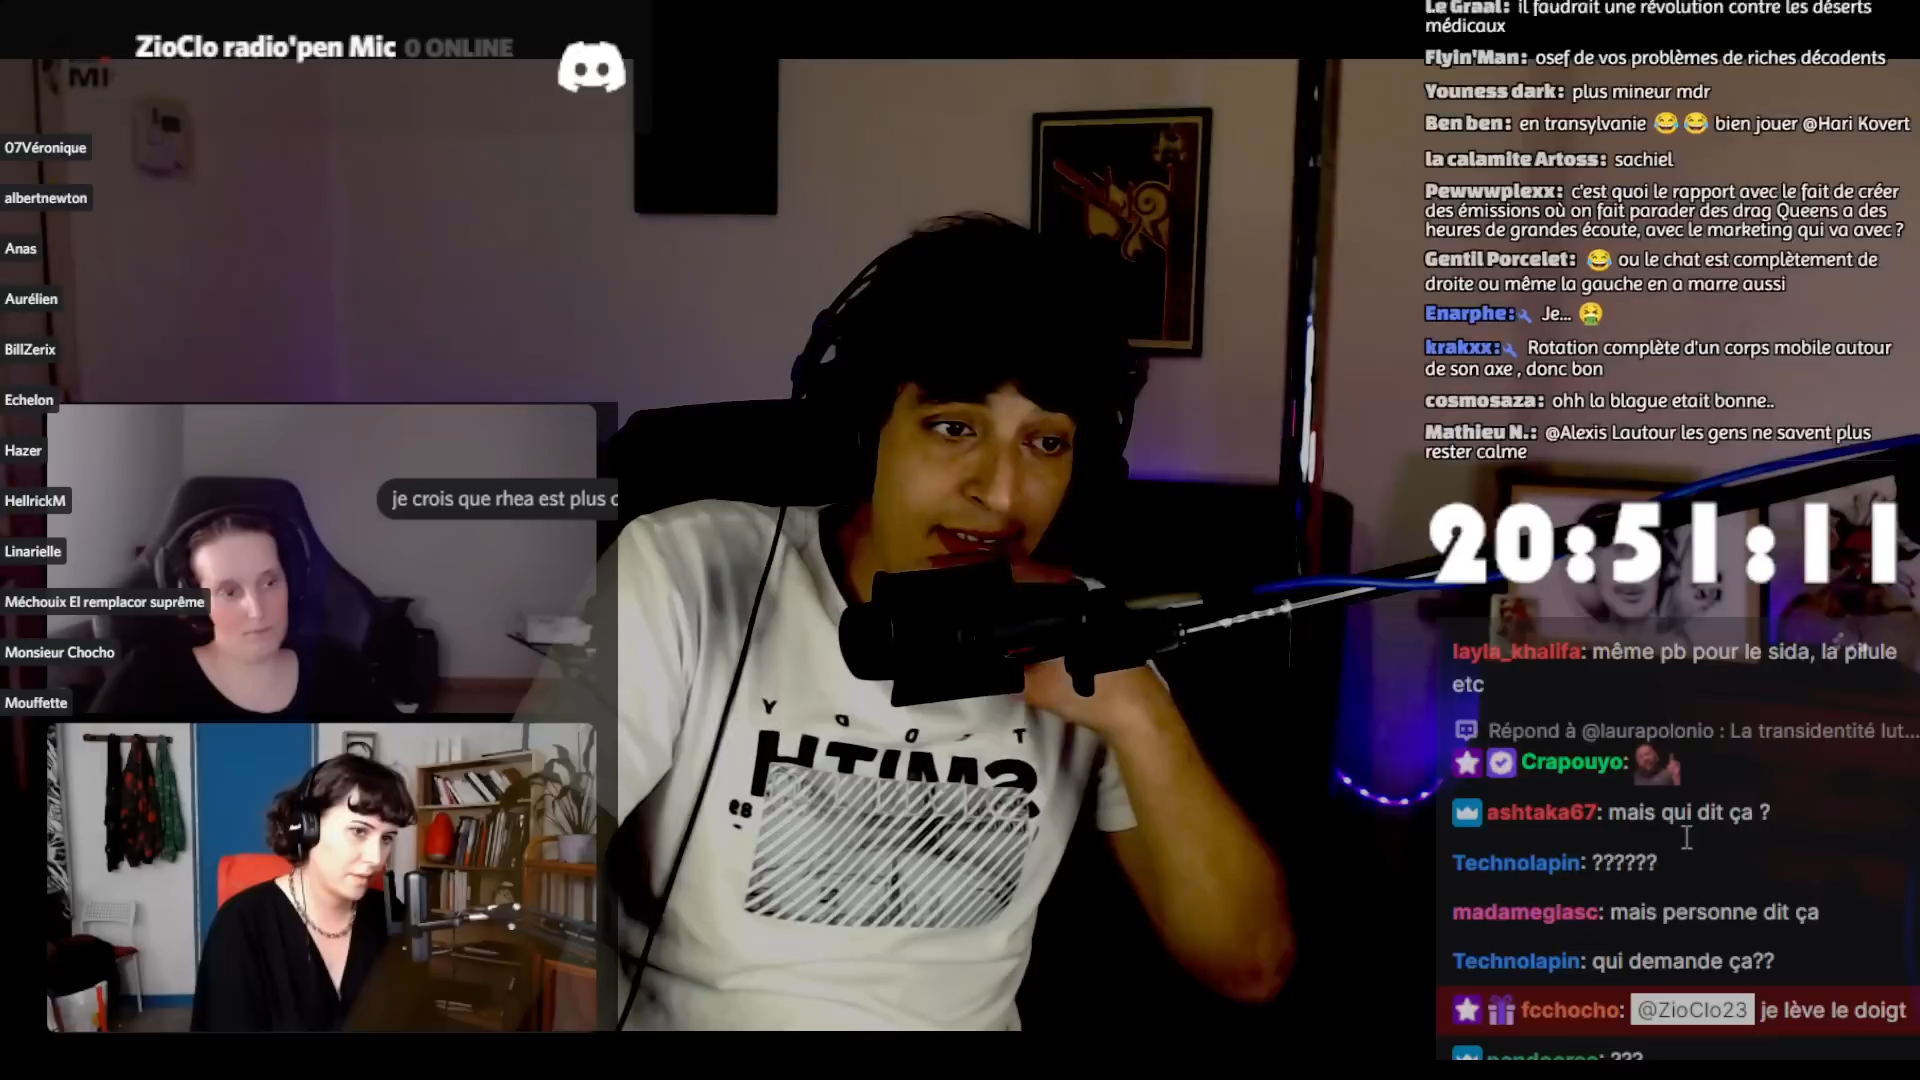 ZioClo radio'pen Mic 0 ONLINE
MI
07Véronique
albertnewton
Anas
Aurélien
BillZerix
Echelon
Hazer
HellrickM
Linarielle
Méchouix El remplacor suprême
Monsieur Chocho
Mouffette
je crois que rhea est plus
TODAY
SMITH
89
Le Graal: il faudrait une révolution contre les déserts
médicaux
Flyin'Man: osef de vos problèmes de riches décadents
Youness dark: plus mineur mdr
Ben ben: en transylvanie 😂 😂 bien jouer @Hari Kovert
la calamite Artoss: sachiel
Pewwwplexx: c'est quoi le rapport avec le fait de créer
des émissions où on fait parader des drag Queens a des
heures de grandes écoute, avec le marketing qui va avec ?
Gentil Porcelet: 😂 ou le chat est complètement de
droite ou même la gauche en a marre aussi
Enarphe: Je... 🤮
krakxx: Rotation complète d'un corps mobile autour
de son axe , donc bon
cosmosaza: ohh la blague etait bonne..
Mathieu N.: @Alexis Lautour les gens ne savent plus
rester calme
20:51:11
layla_khalifa: même pb pour le sida, la pilule
etc
Répond à @laurapolonio : La transidentité lut...
Crapouyo:
ashtaka67: mais qui dit ça ?
Technolapin: ??????
madameglasc: mais personne dit ça
Technolapin: qui demande ça??
fcchocho: @ZioClo23 je lève le doigt
???